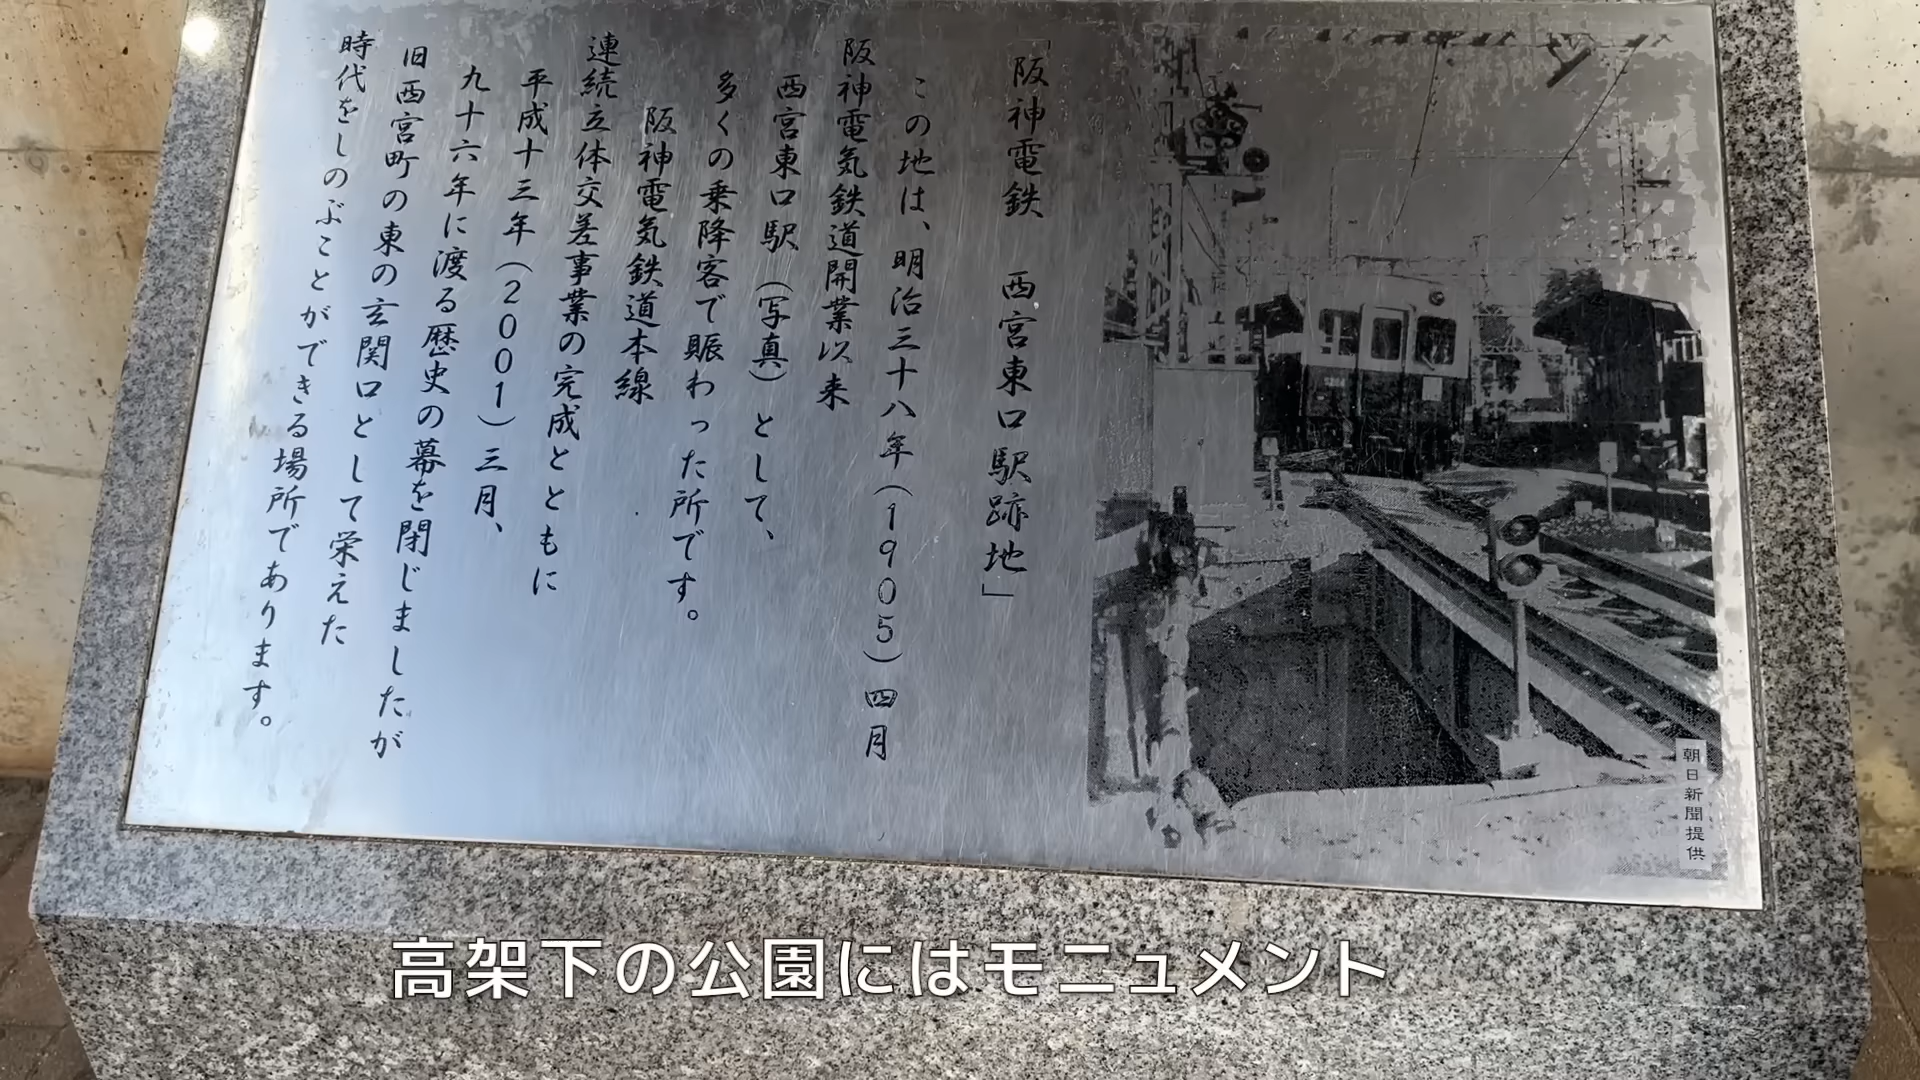 「阪神電鉄　西宮東口駅跡地」
この地は、明治三十八年（1905）四月
阪神電気鉄道開業以来
西宮東口駅（写真）として、
多くの乗降客で賑わった所です。
阪神電気鉄道本線
連続立体交差事業の完成とともに
平成十三年（2001）三月、
九十六年に渡る歴史の幕を閉じましたが
旧西宮町の東の玄関口として栄えた
時代をしのぶことができる場所であります。
朝日新聞提供
高架下の公園にはモニュメント